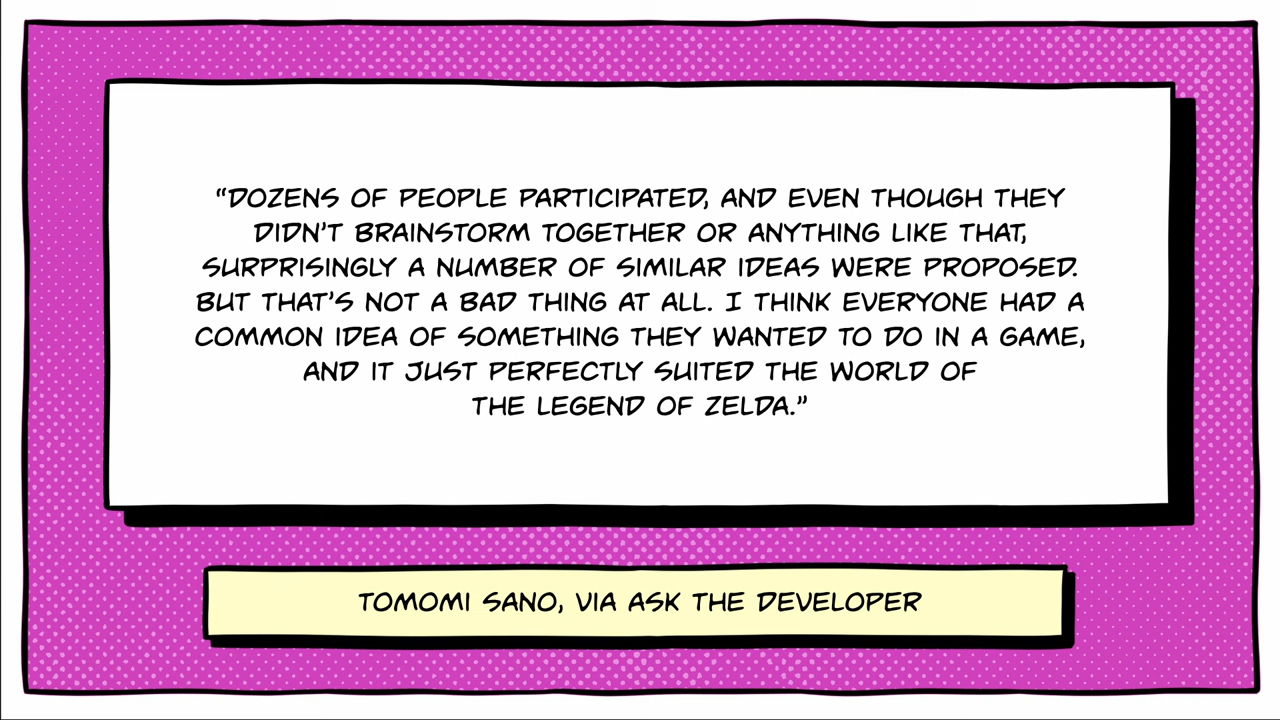 “DOZENS OF PEOPLE PARTICIPATED, AND EVEN THOUGH THEY
DIDN’T BRAINSTORM TOGETHER OR ANYTHING LIKE THAT,
SURPRISINGLY A NUMBER OF SIMILAR IDEAS WERE PROPOSED.
BUT THAT’S NOT A BAD THING AT ALL. I THINK EVERYONE HAD A
COMMON IDEA OF SOMETHING THEY WANTED TO DO IN A GAME,
AND IT JUST PERFECTLY SUITED THE WORLD OF
THE LEGEND OF ZELDA.”
TOMOMI SANO, VIA ASK THE DEVELOPER